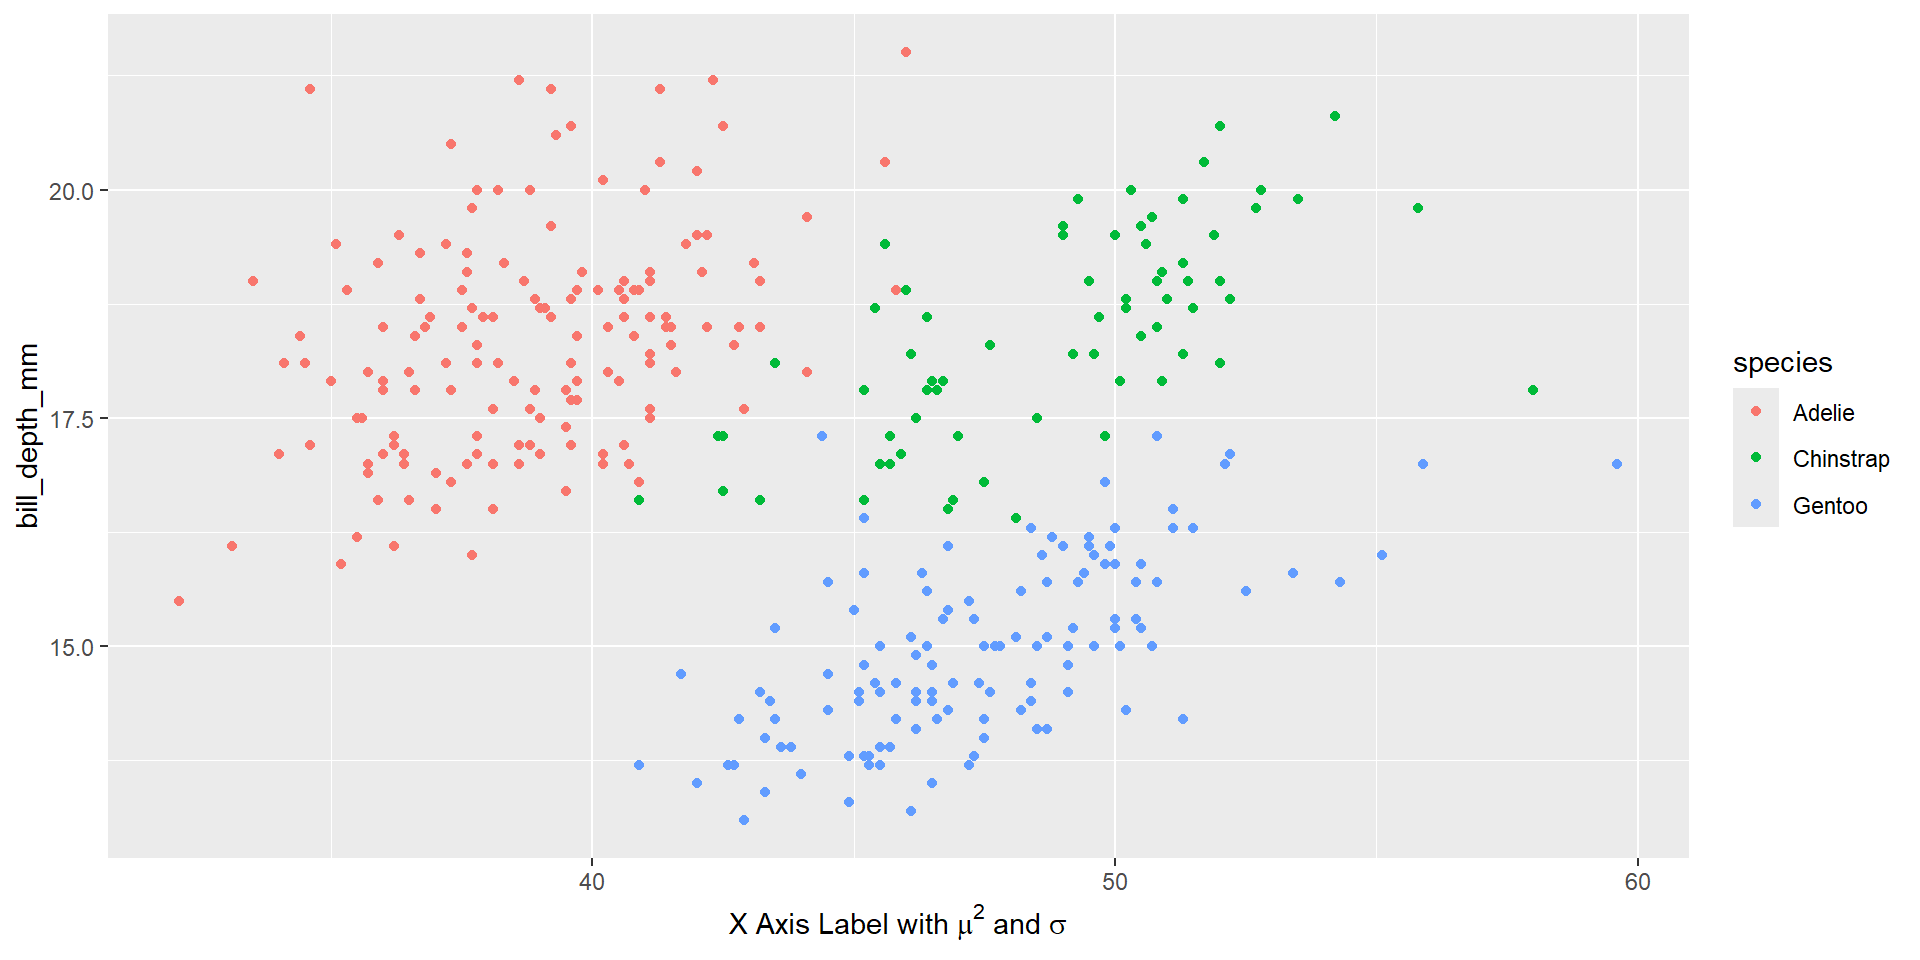 20.0
17.5
15.0
bill_depth_mm
40 50 60
X Axis Label with μ² and σ
species
Adelie
Chinstrap
Gentoo